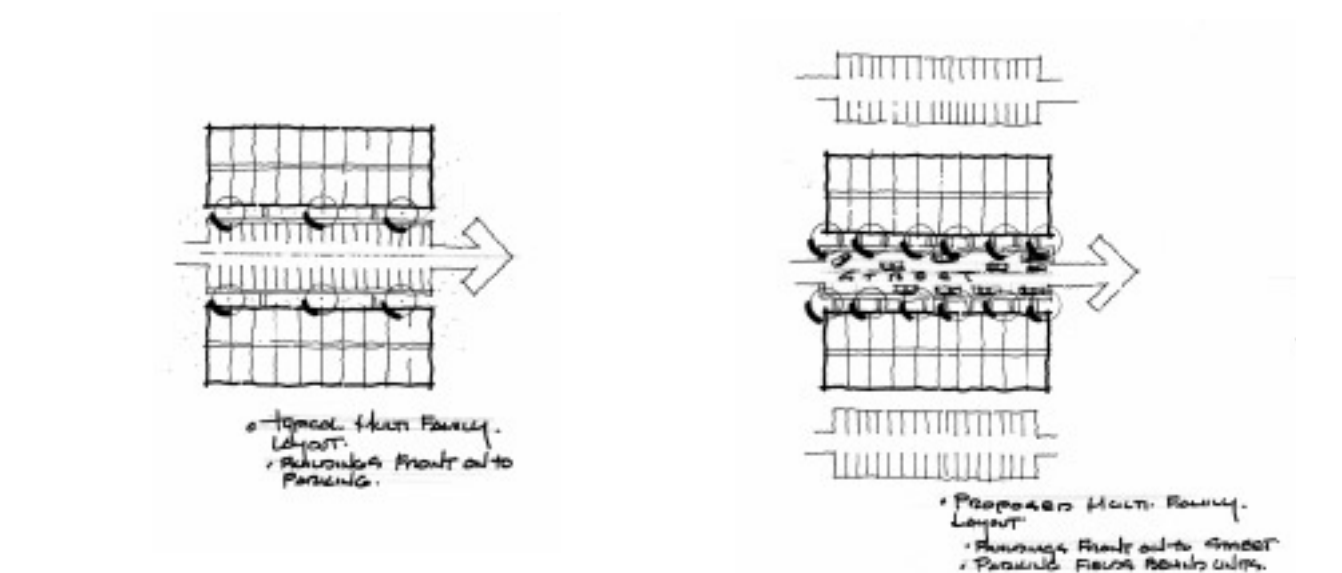 • TYPICAL MULTI FAMILY.
LAYOUT.
• BUILDINGS FRONT ON TO
PARKING.
STREET
• PROPOSED MULTI. FAMILY.
LAYOUT
• BUILDINGS FRONT ON TO STREET
• PARKING FIELDS BEHIND UNITS.